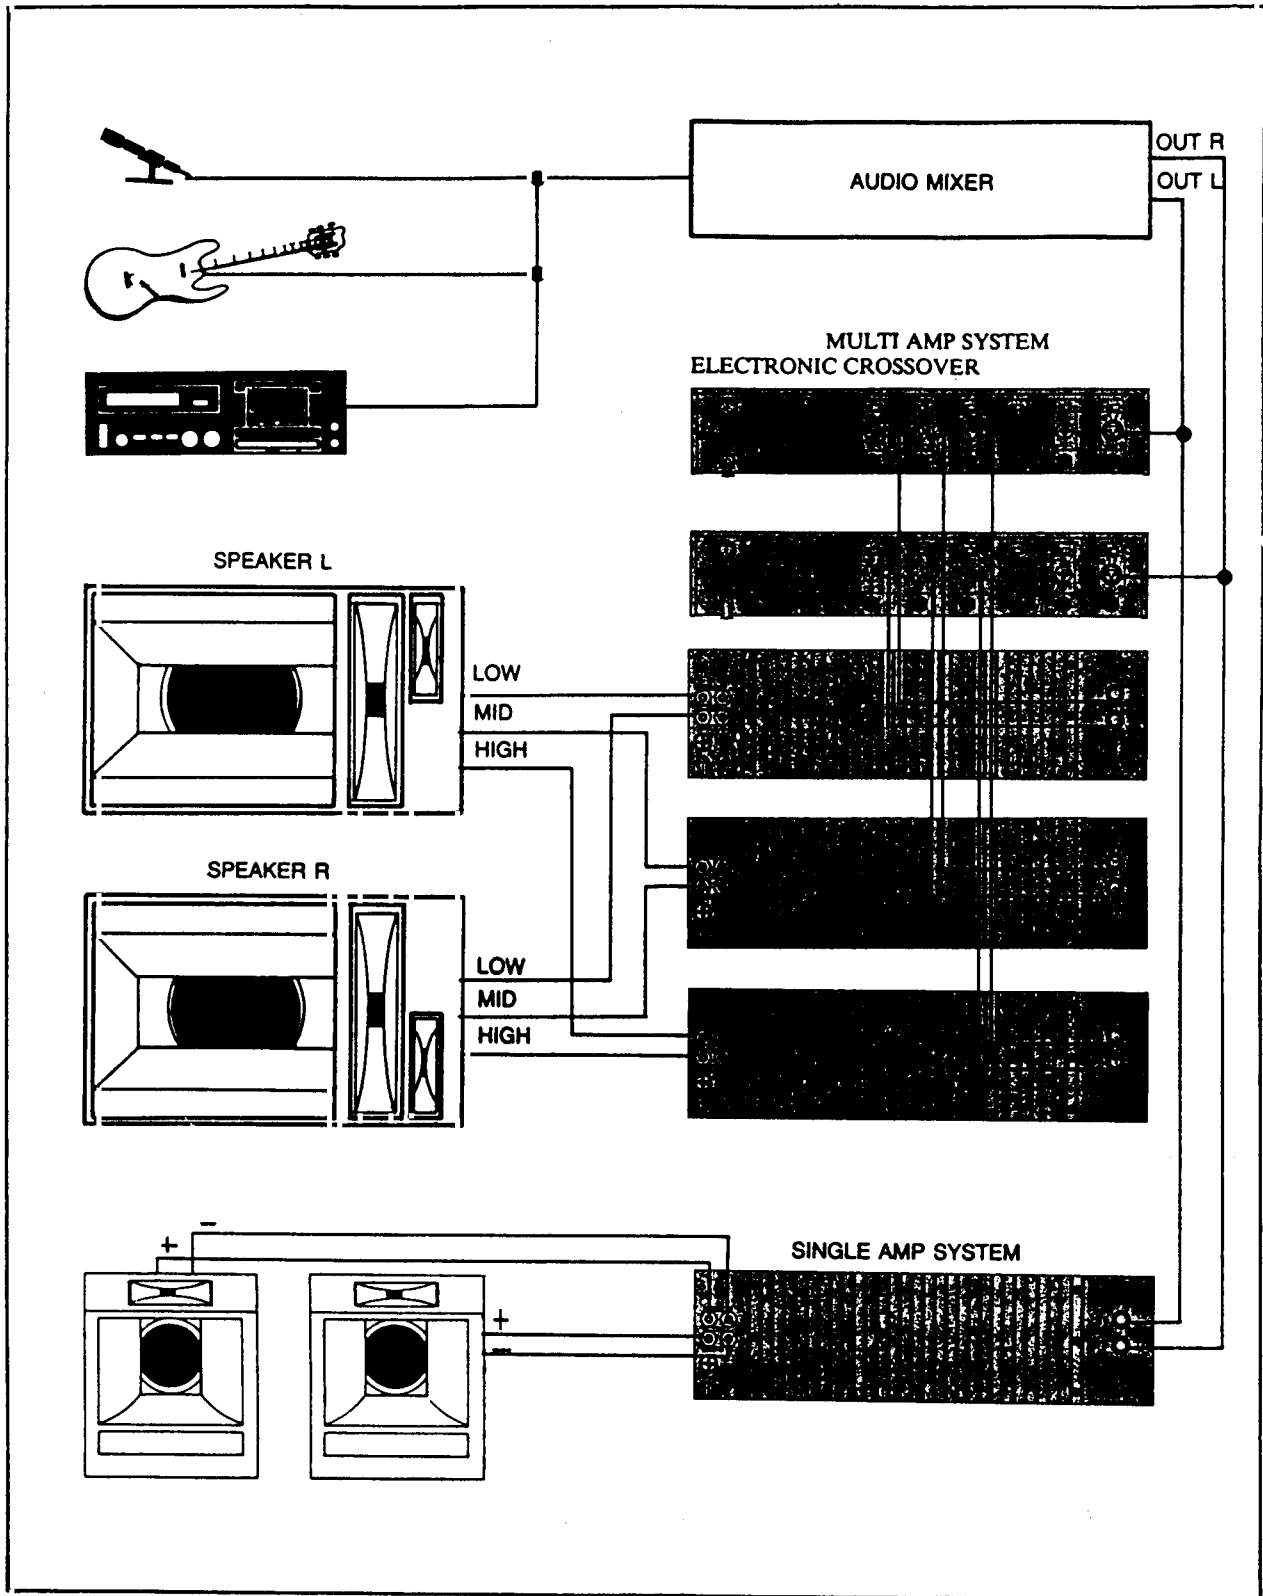 OUT R
AUDIO MIXER
OUT L
MULTI AMP SYSTEM
ELECTRONIC CROSSOVER
SPEAKER L
LOW
MID
HIGH
SPEAKER R
LOW
MID
HIGH
-
+
SINGLE AMP SYSTEM
+
-